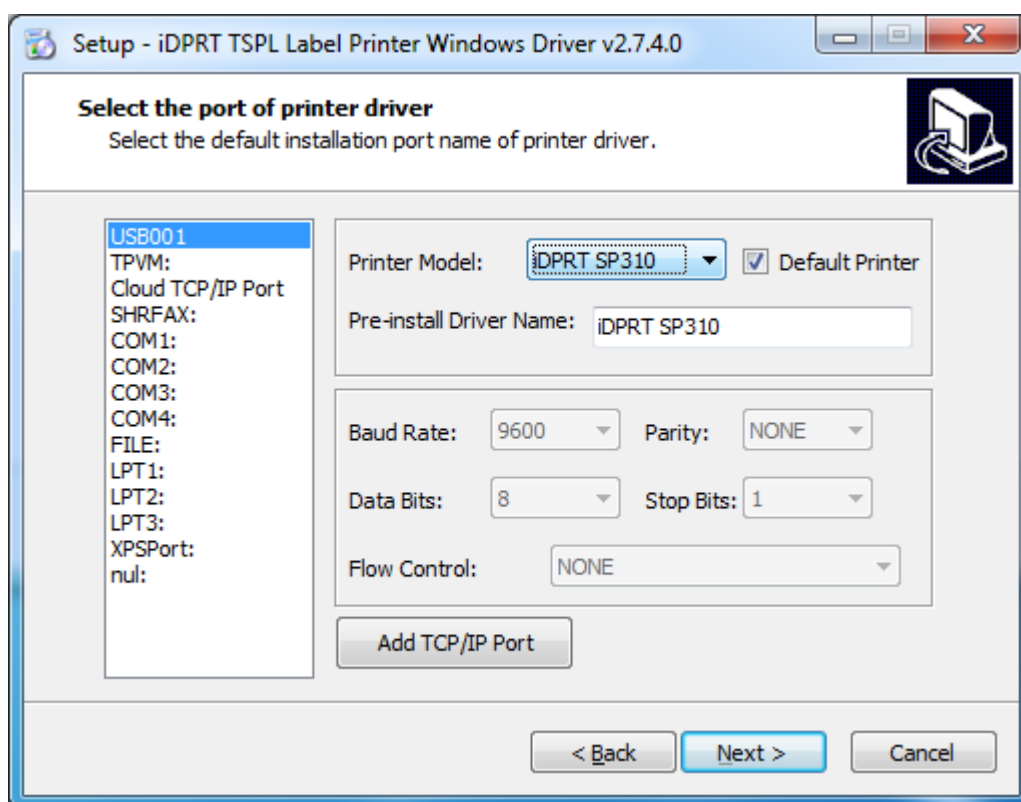 Setup - iDPRT TSPL Label Printer Windows Driver v2.7.4.0
Select the port of printer driver
Select the default installation port name of printer driver.
USB001
TPVM:
Cloud TCP/IP Port
SHRFAX:
COM1:
COM2:
COM3:
COM4:
FILE:
LPT1:
LPT2:
LPT3:
XPSPort:
nul:
Printer Model: iDPRT SP310 Default Printer
Pre-install Driver Name: iDPRT SP310
Baud Rate: 9600 Parity: NONE
Data Bits: 8 Stop Bits: 1
Flow Control: NONE
Add TCP/IP Port
< Back Next > Cancel